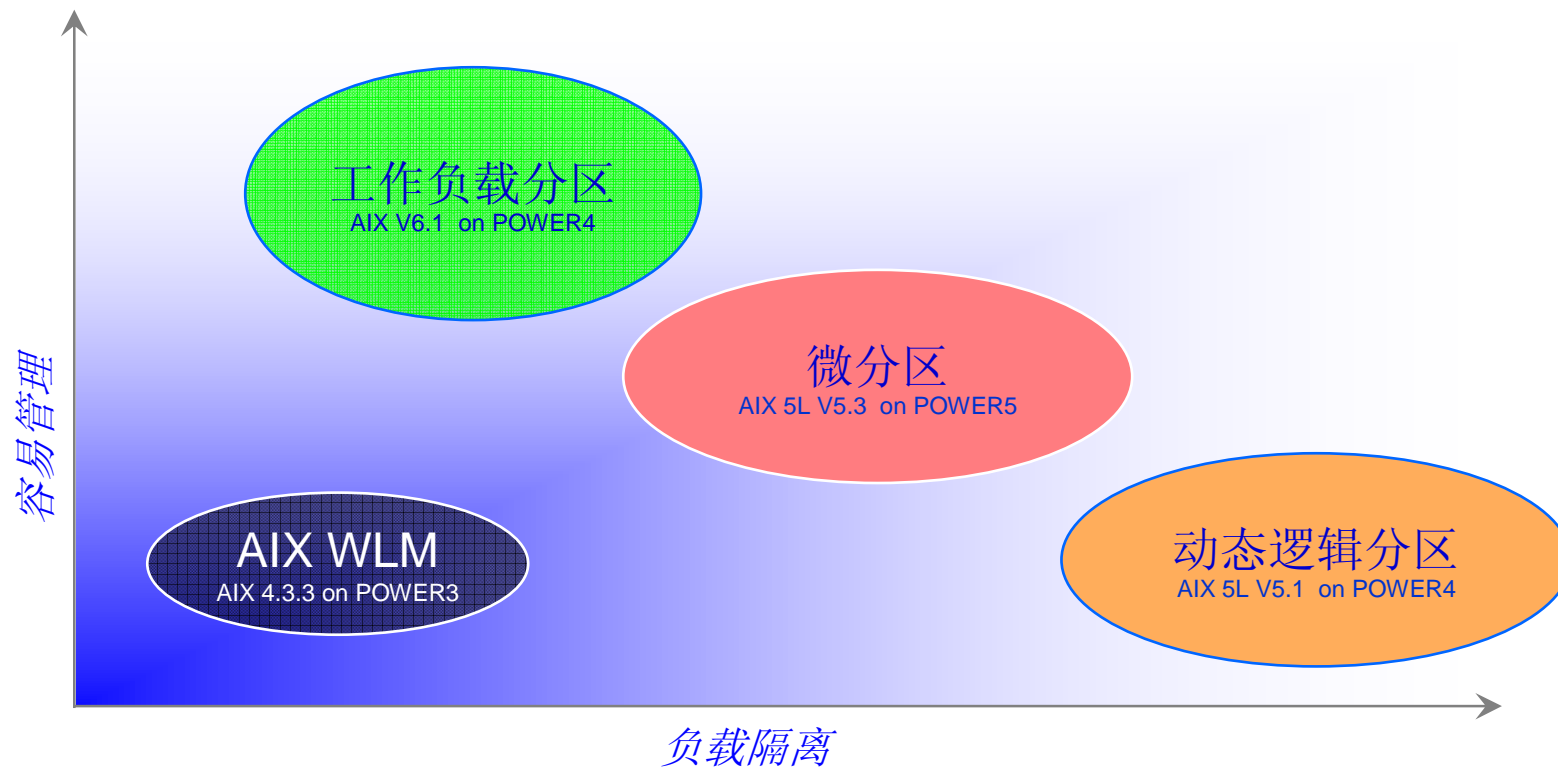 工作负载分区
AIX V6.1 on POWER4
微分区
AIX 5L V5.3 on POWER5
容易管理
AIX WLM
AIX 4.3.3 on POWER3
动态逻辑分区
AIX 5L V5.1 on POWER4
负载隔离